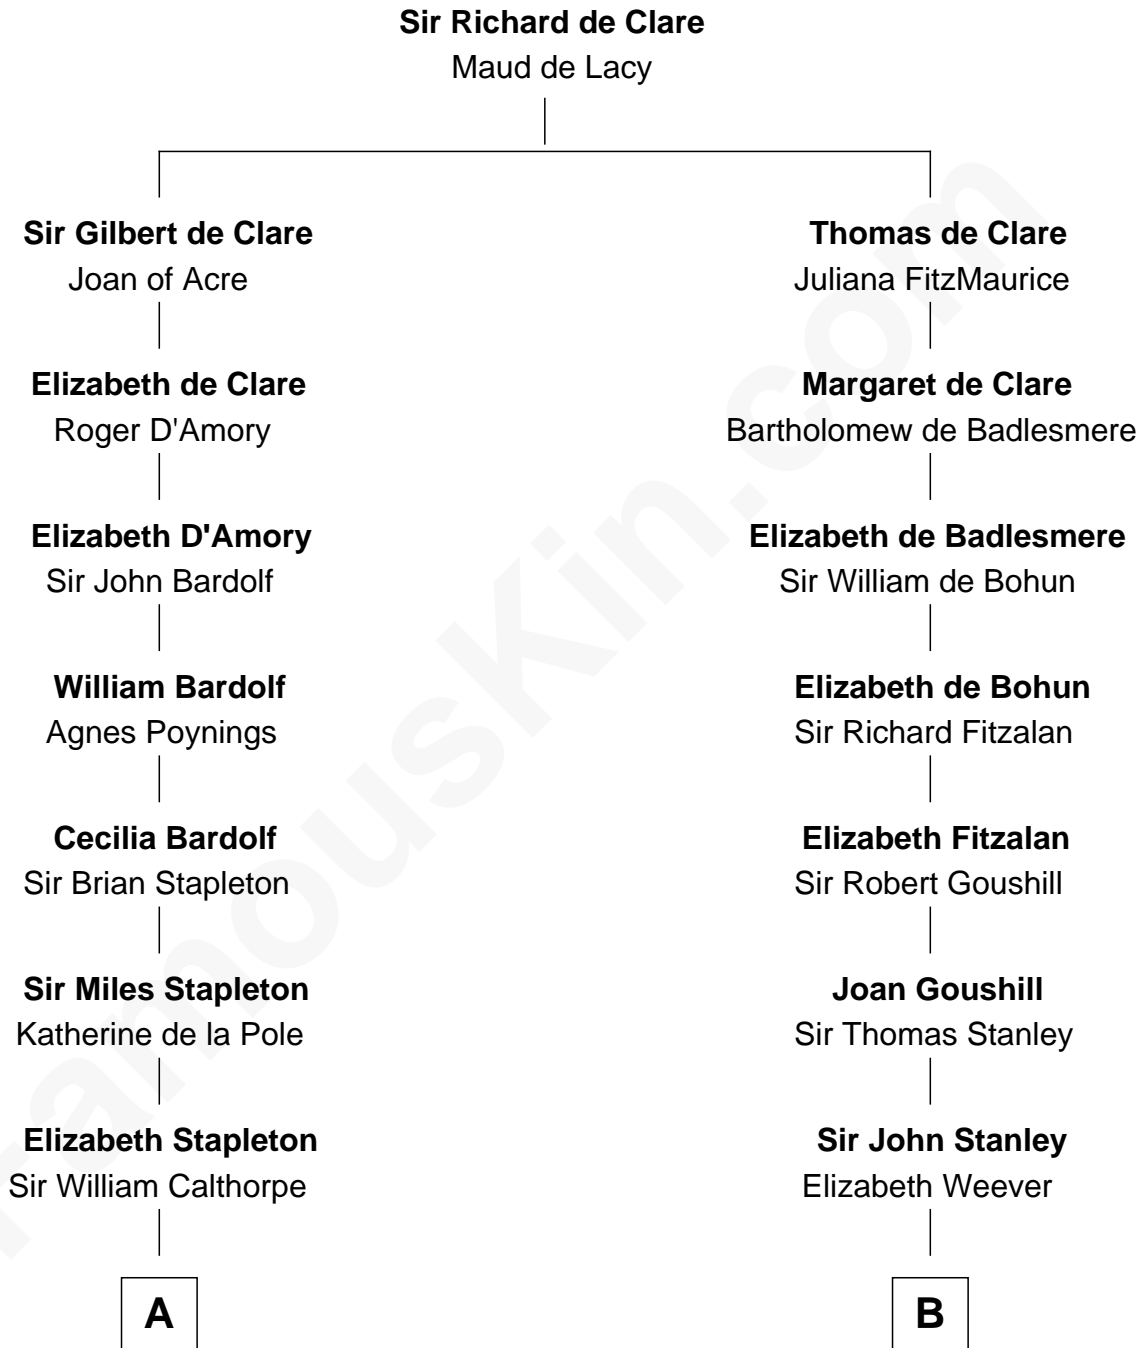 Sir Richard de Clare
Maud de Lacy
Sir Gilbert de Clare
Joan of Acre
Thomas de Clare
Juliana FitzMaurice
Elizabeth de Clare
Roger D'Amory
Margaret de Clare
Bartholomew de Badlesmere
Elizabeth D'Amory
Sir John Bardolf
Elizabeth de Badlesmere
Sir William de Bohun
William Bardolf
Agnes Poynings
Elizabeth de Bohun
Sir Richard Fitzalan
Cecilia Bardolf
Sir Brian Stapleton
Elizabeth Fitzalan
Sir Robert Goushill
Sir Miles Stapleton
Katherine de la Pole
Joan Goushill
Sir Thomas Stanley
Elizabeth Stapleton
Sir William Calthorpe
Sir John Stanley
Elizabeth Weever
A
B
FamousKin.com